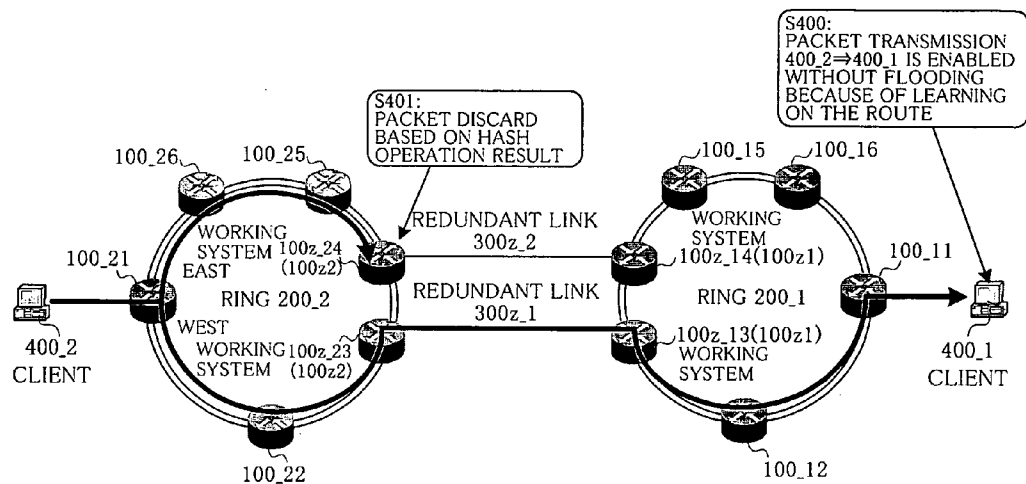 S400:
PACKET TRANSMISSION
400_2⇒400_1 IS ENABLED
WITHOUT FLOODING
BECAUSE OF LEARNING
ON THE ROUTE
S401:
PACKET DISCARD
BASED ON HASH
OPERATION RESULT
100_26
100_25
100_15
100_16
WORKING
SYSTEM
EAST
100z_24
(100z2)
REDUNDANT LINK
300z_2
WORKING
SYSTEM
100z_14(100z1)
100_21
100_11
RING 200_2
REDUNDANT LINK
300z_1
RING 200_1
400_2
CLIENT
WEST
WORKING
SYSTEM
100z_23
(100z2)
100z_13(100z1)
WORKING
SYSTEM
400_1
CLIENT
100_22
100_12